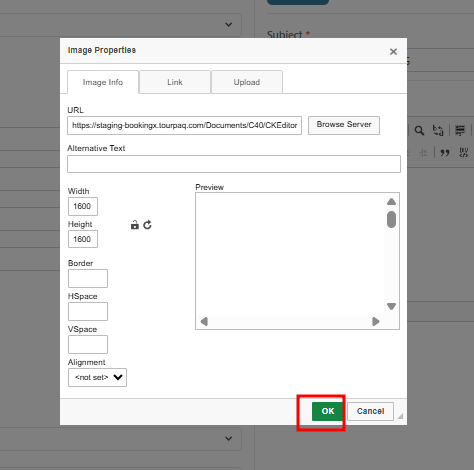 Subject *
Image Properties
Image Info
Link
Upload
URL
https://staging-bookingx.tourpaq.com/Documents/C40/CKEditor
Browse Server
Alternative Text
Width
1600
Height
1600
Border
HSpace
VSpace
Alignment
<not set>
Preview
OK
Cancel